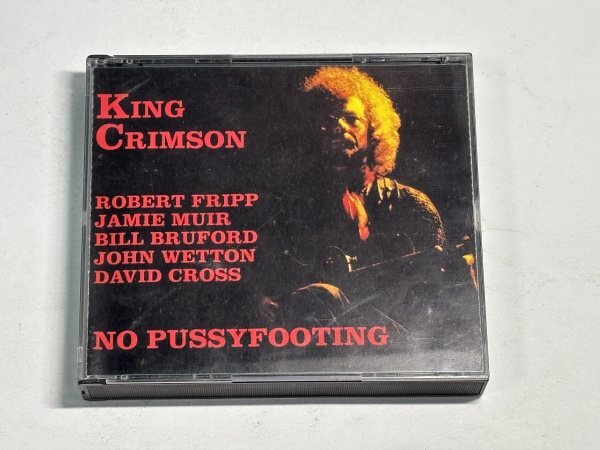 KING
CRIMSON
ROBERT FRIPP
JAMIE MUIR
BILL BRUFORD
JOHN WETTON
DAVID CROSS
NO PUSSYFOOTING